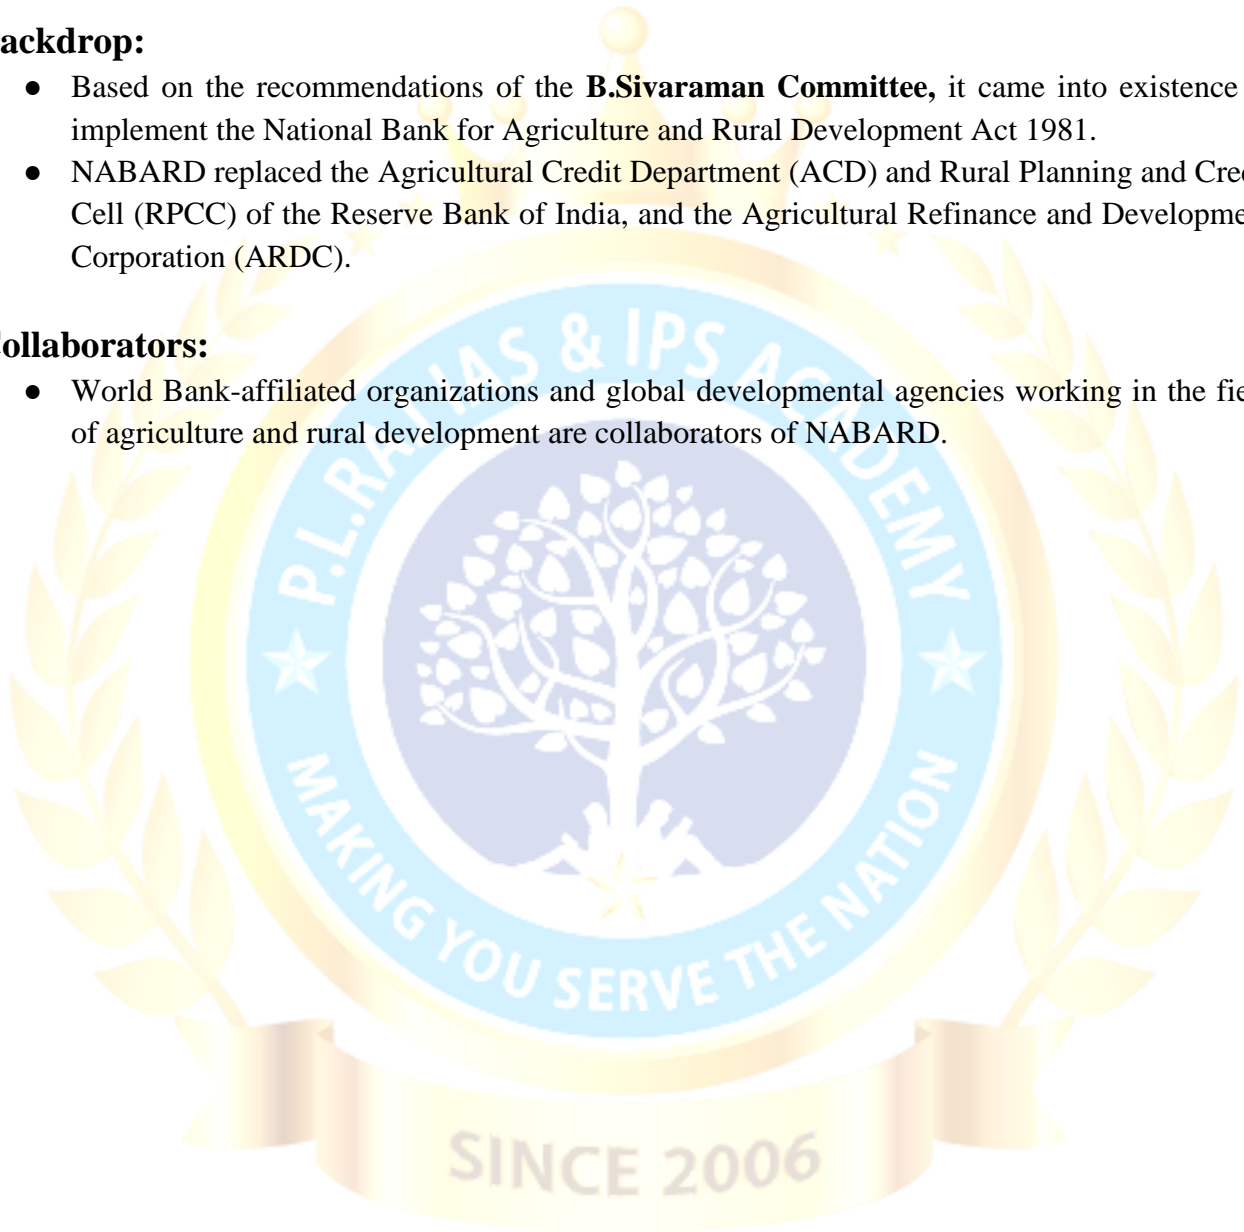 ackdrop:
● Based on the recommendations of the B.Sivaraman Committee, it came into existence
implement the National Bank for Agriculture and Rural Development Act 1981.
● NABARD replaced the Agricultural Credit Department (ACD) and Rural Planning and Cre
Cell (RPCC) of the Reserve Bank of India, and the Agricultural Refinance and Developme
Corporation (ARDC).
ollaborators:
● World Bank-affiliated organizations and global developmental agencies working in the fie
of agriculture and rural development are collaborators of NABARD.
P.L.RAJ IAS & IPS ACADEMY
MAKING YOU SERVE THE NATION
SINCE 2006